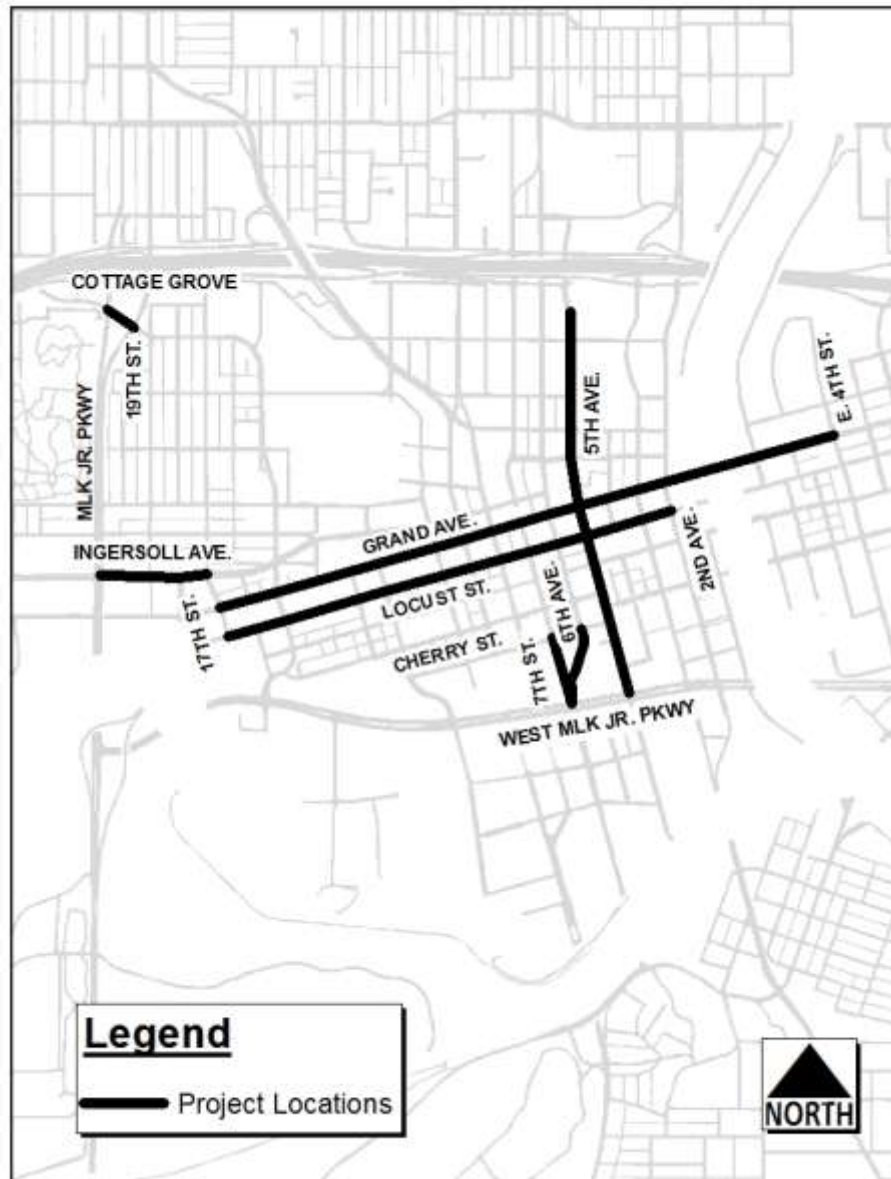 COTTAGE GROVE
19TH ST.
MLK JR. PKWY
E. 4TH ST.
5TH AVE.
GRAND AVE.
INGERSOLL AVE.
LOCUST ST.
2ND AVE.
17TH ST.
6TH AVE.
CHERRY ST.
7TH ST.
WEST MLK JR. PKWY
Legend
Project Locations
NORTH